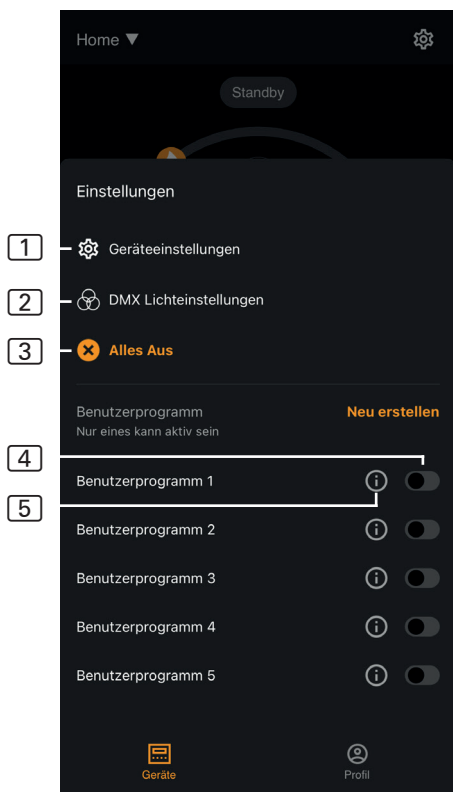 Home ▼
Standby
Einstellungen
1
Geräteeinstellungen
2
DMX Lichteinstellungen
3
Alles Aus
Benutzerprogramm
Neu erstellen
Nur eines kann aktiv sein
4
Benutzerprogramm 1
5
Benutzerprogramm 2
Benutzerprogramm 3
Benutzerprogramm 4
Benutzerprogramm 5
Geräte
Profil